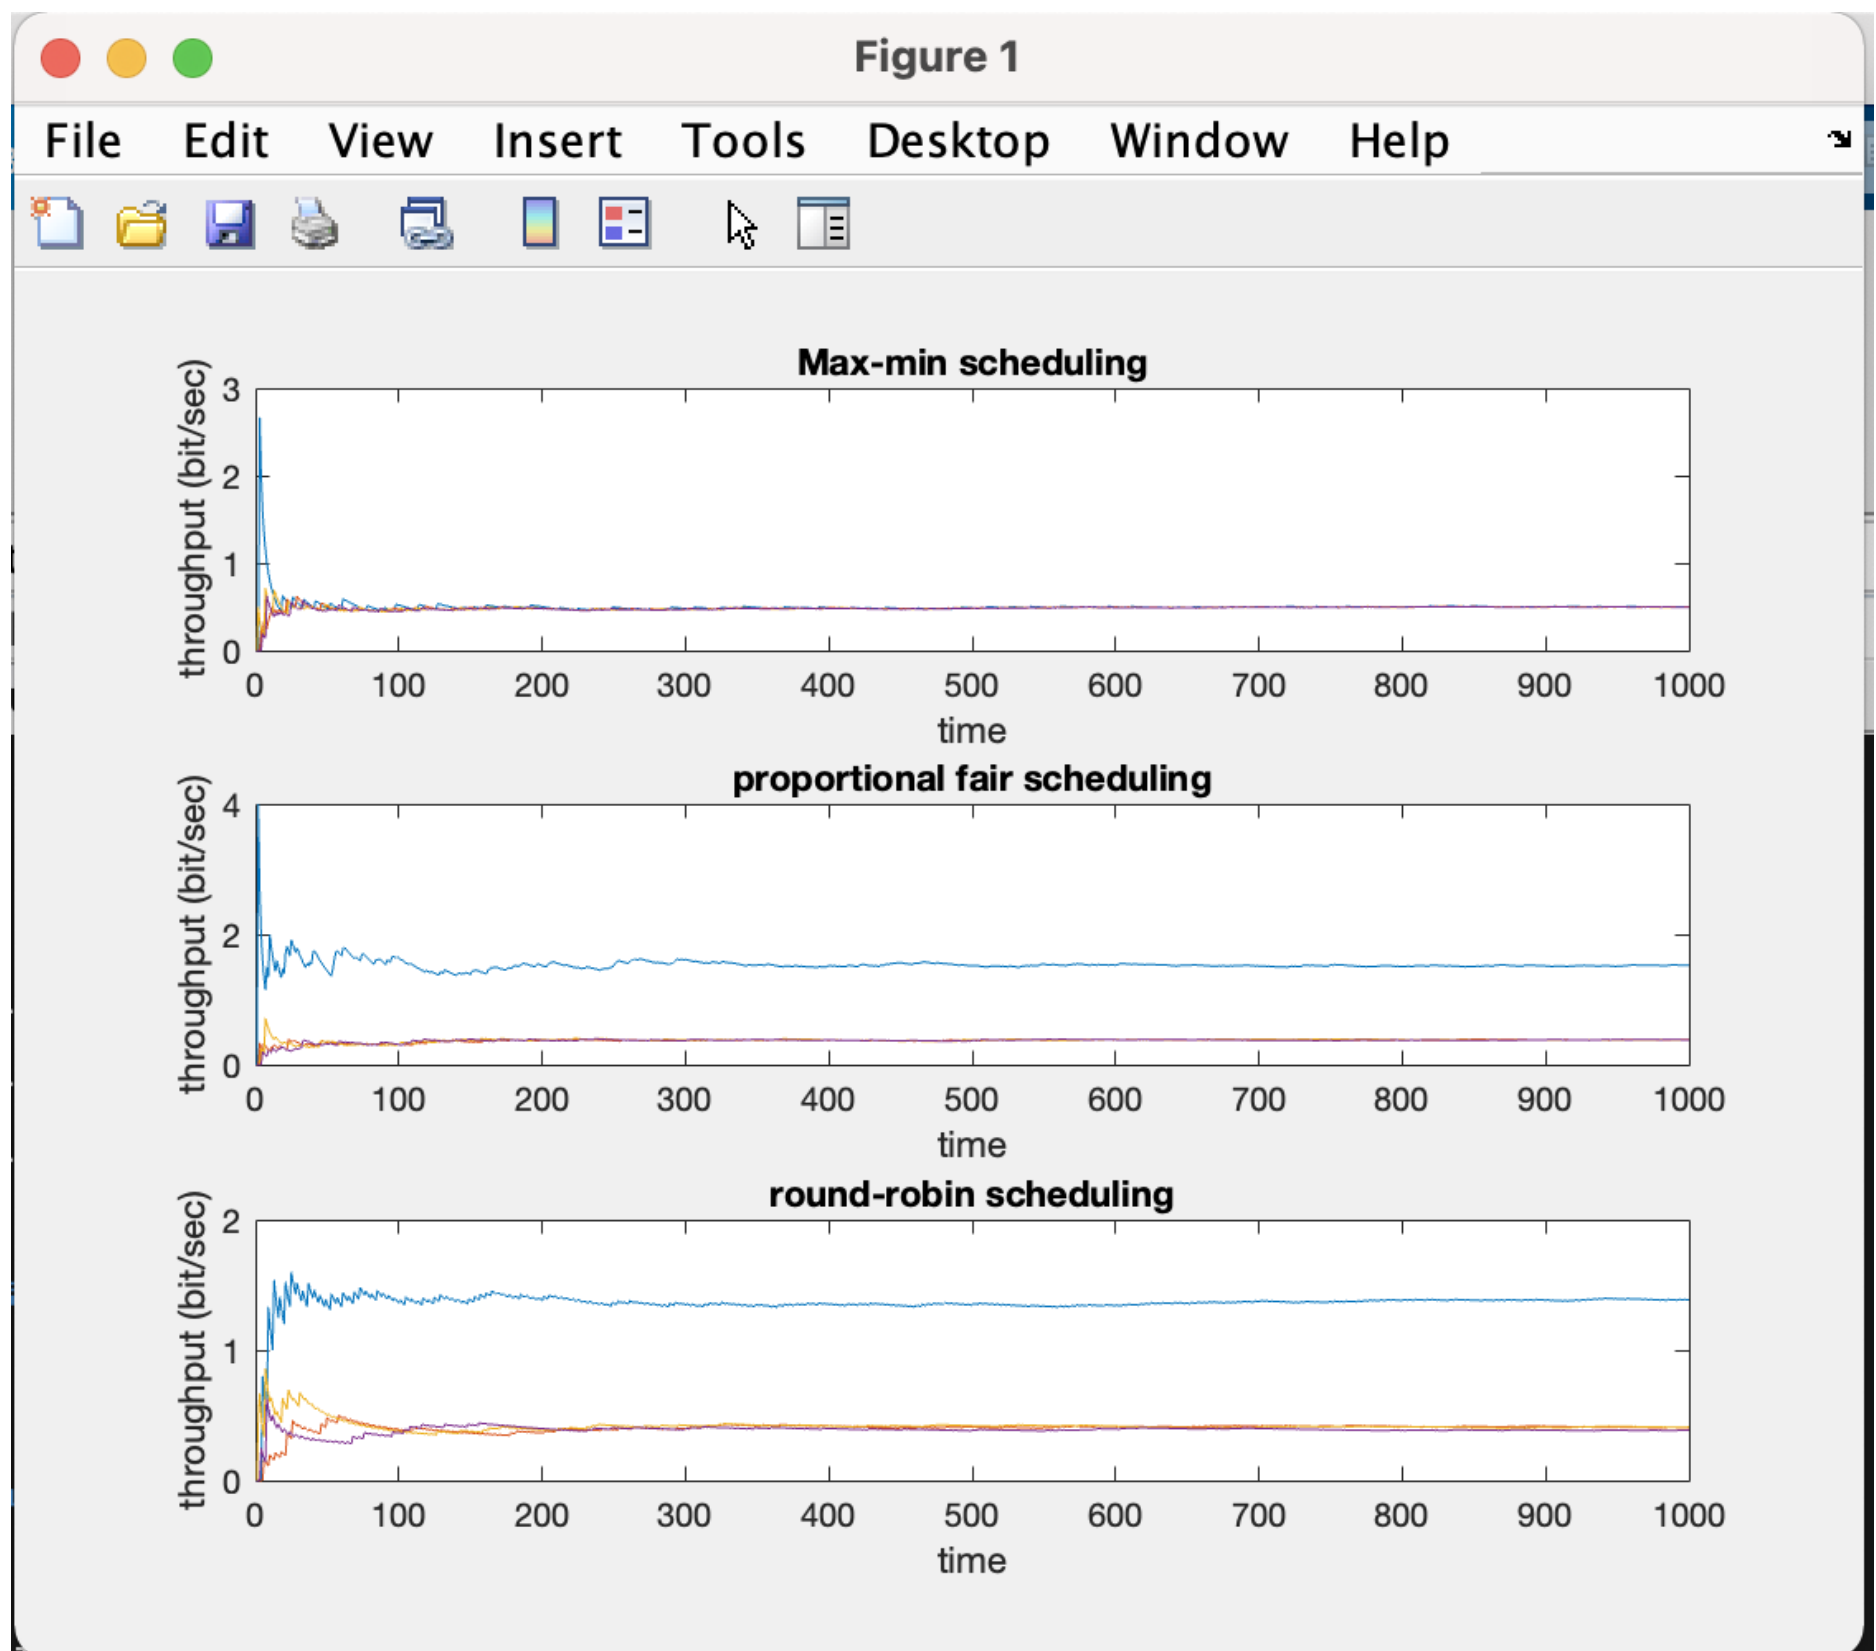 Figure 1
File Edit View Insert Tools Desktop Window Help
Max-min scheduling
throughput (bit/sec)
3
2
1
0
0 100 200 300 400 500 600 700 800 900 1000
time
proportional fair scheduling
throughput (bit/sec)
4
2
0
0 100 200 300 400 500 600 700 800 900 1000
time
round-robin scheduling
throughput (bit/sec)
2
1
0
0 100 200 300 400 500 600 700 800 900 1000
time